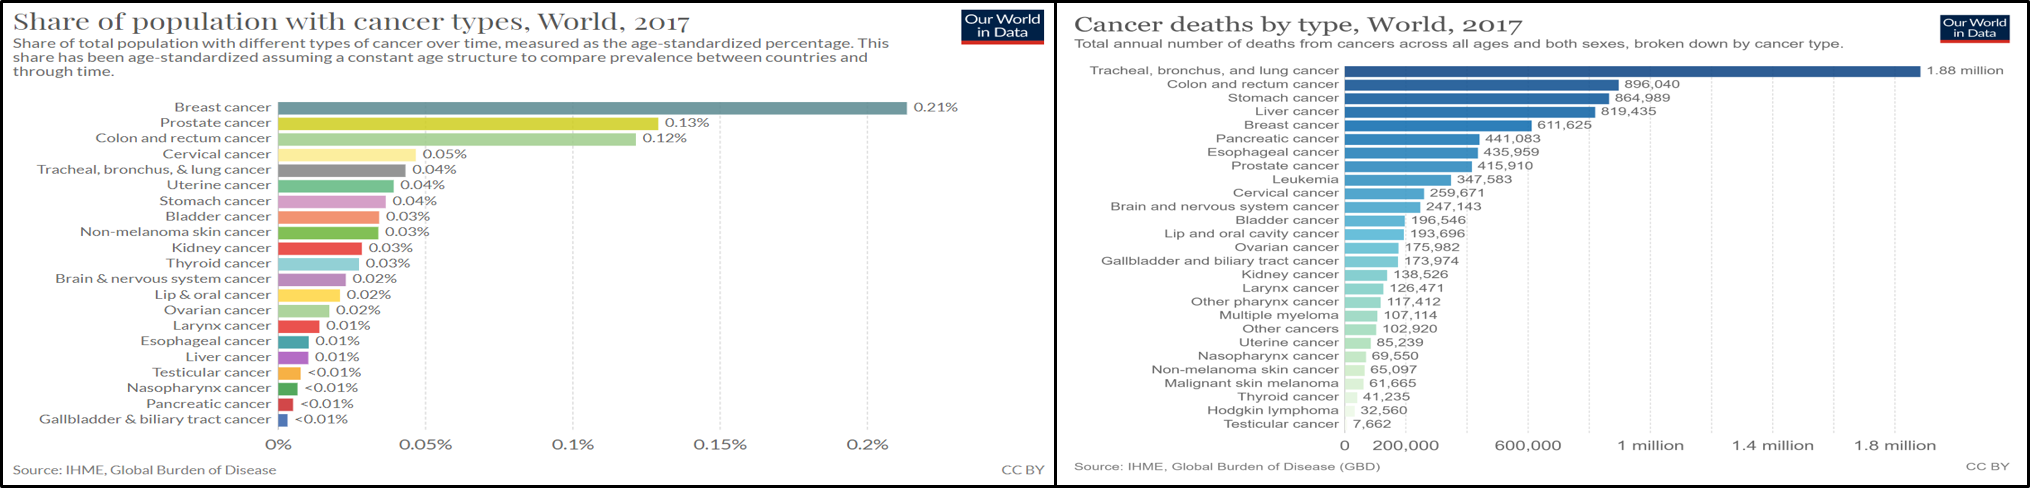 Share of population with cancer types, World, 2017
Our World
in Data
Share of total population with different types of cancer over time, measured as the age-standardized percentage. This
share has been age-standardized assuming a constant age structure to compare prevalence between countries and
through time.
Breast cancer 0.21%
Prostate cancer 0.13%
Colon and rectum cancer 0.12%
Cervical cancer 0.05%
Tracheal, bronchus, & lung cancer 0.04%
Uterine cancer 0.04%
Stomach cancer 0.04%
Bladder cancer 0.03%
Non-melanoma skin cancer 0.03%
Kidney cancer 0.03%
Thyroid cancer 0.03%
Brain & nervous system cancer 0.02%
Lip & oral cancer 0.02%
Ovarian cancer 0.02%
Larynx cancer 0.01%
Esophageal cancer 0.01%
Liver cancer 0.01%
Testicular cancer <0.01%
Nasopharynx cancer <0.01%
Pancreatic cancer <0.01%
Gallbladder & biliary tract cancer <0.01%
0% 0.05% 0.1% 0.15% 0.2%
Source: IHME, Global Burden of Disease CC BY
Cancer deaths by type, World, 2017
Our World
in Data
Total annual number of deaths from cancers across all ages and both sexes, broken down by cancer type.
Tracheal, bronchus, and lung cancer 1.88 million
Colon and rectum cancer 896,040
Stomach cancer 864,989
Liver cancer 819,435
Breast cancer 611,625
Pancreatic cancer 441,083
Esophageal cancer 435,959
Prostate cancer 415,910
Leukemia 347,583
Cervical cancer 259,671
Brain and nervous system cancer 247,143
Bladder cancer 196,546
Lip and oral cavity cancer 193,696
Ovarian cancer 175,982
Gallbladder and biliary tract cancer 173,974
Kidney cancer 138,526
Larynx cancer 126,471
Other pharynx cancer 117,412
Multiple myeloma 107,114
Other cancers 102,920
Uterine cancer 85,239
Nasopharynx cancer 69,550
Non-melanoma skin cancer 65,097
Malignant skin melanoma 61,665
Thyroid cancer 41,235
Hodgkin lymphoma 32,560
Testicular cancer 7,662
0 200,000 600,000 1 million 1.4 million 1.8 million
Source: IHME, Global Burden of Disease (GBD) CC BY